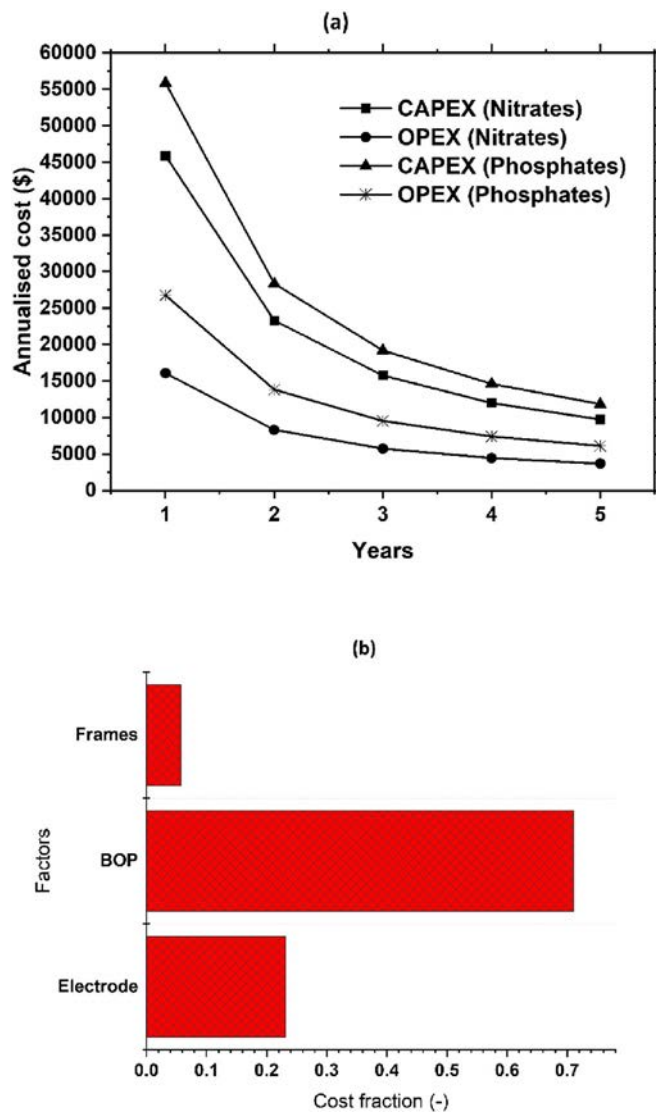 (a)
60000
55000
50000
45000
40000
35000
30000
25000
20000
15000
10000
5000
0
Annualised cost ($)
CAPEX (Nitrates)
OPEX (Nitrates)
CAPEX (Phosphates)
OPEX (Phosphates)
1 2 3 4 5
Years
(b)
Frames
BOP
Electrode
Factors
0.0 0.1 0.2 0.3 0.4 0.5 0.6 0.7
Cost fraction (-)